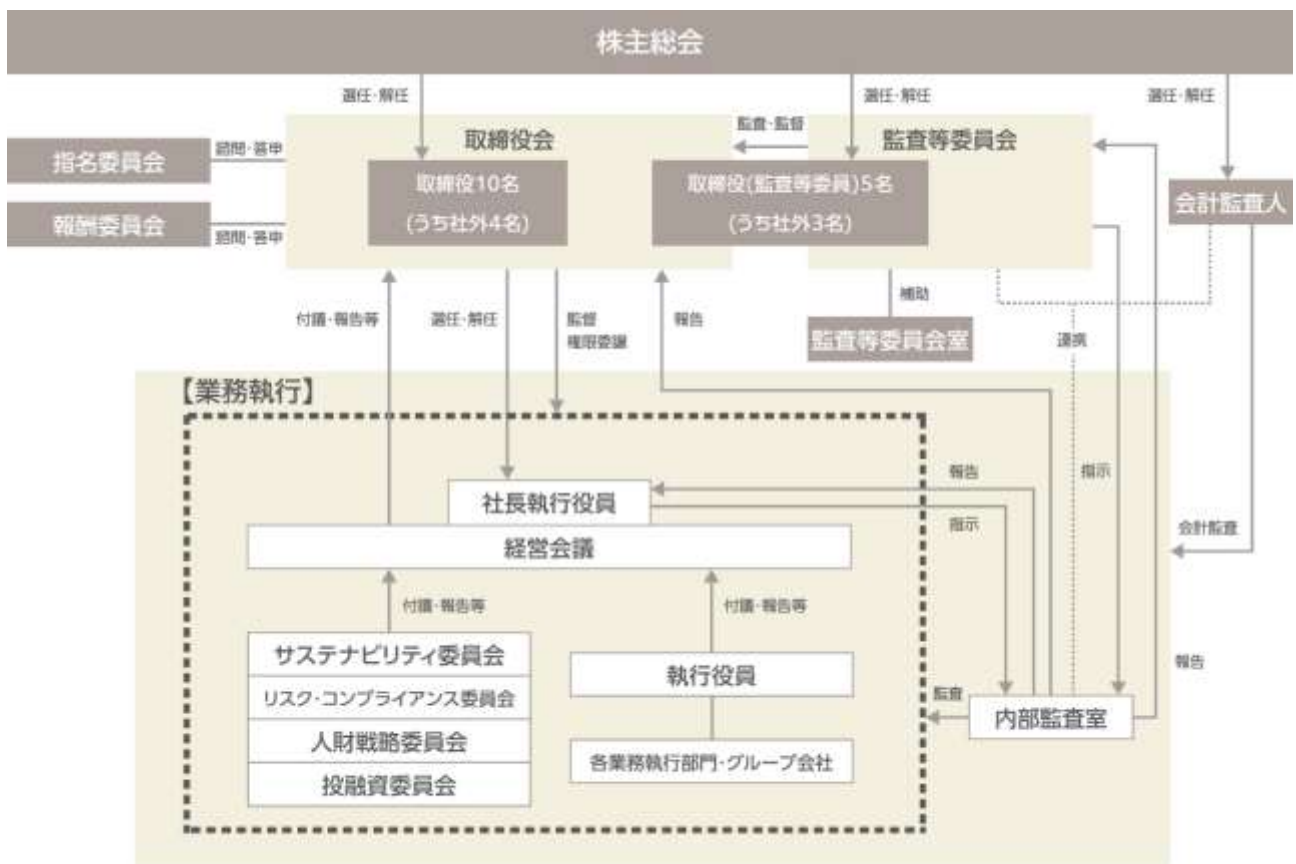 株主総会
選任・解任
選任・解任
選任・解任
取締役会
監査・監督
監査等委員会
指名委員会
諮問・答申
取締役10名
(うち社外4名)
取締役(監査等委員)5名
(うち社外3名)
会計監査人
報酬委員会
諮問・答申
付議・報告等
選任・解任
監督
権限委譲
報告
補助
監査等委員会室
連携
【業務執行】
社長執行役員
報告
指示
指示
経営会議
会計監査
付議・報告等
付議・報告等
サステナビリティ委員会
リスク・コンプライアンス委員会
人財戦略委員会
投融資委員会
執行役員
各業務執行部門・グループ会社
監査
内部監査室
報告